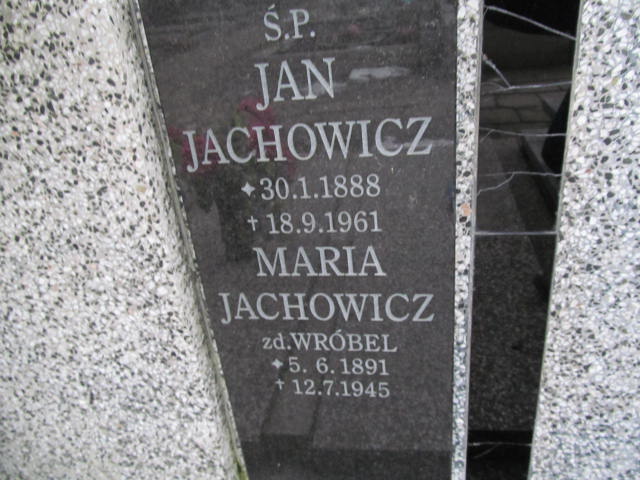 Ś.P.
JAN
JACHOWICZ
✦30.1.1888
✝18.9.1961
MARIA
JACHOWICZ
zd.WRÓBEL
✦5.6.1891
✝12.7.1945